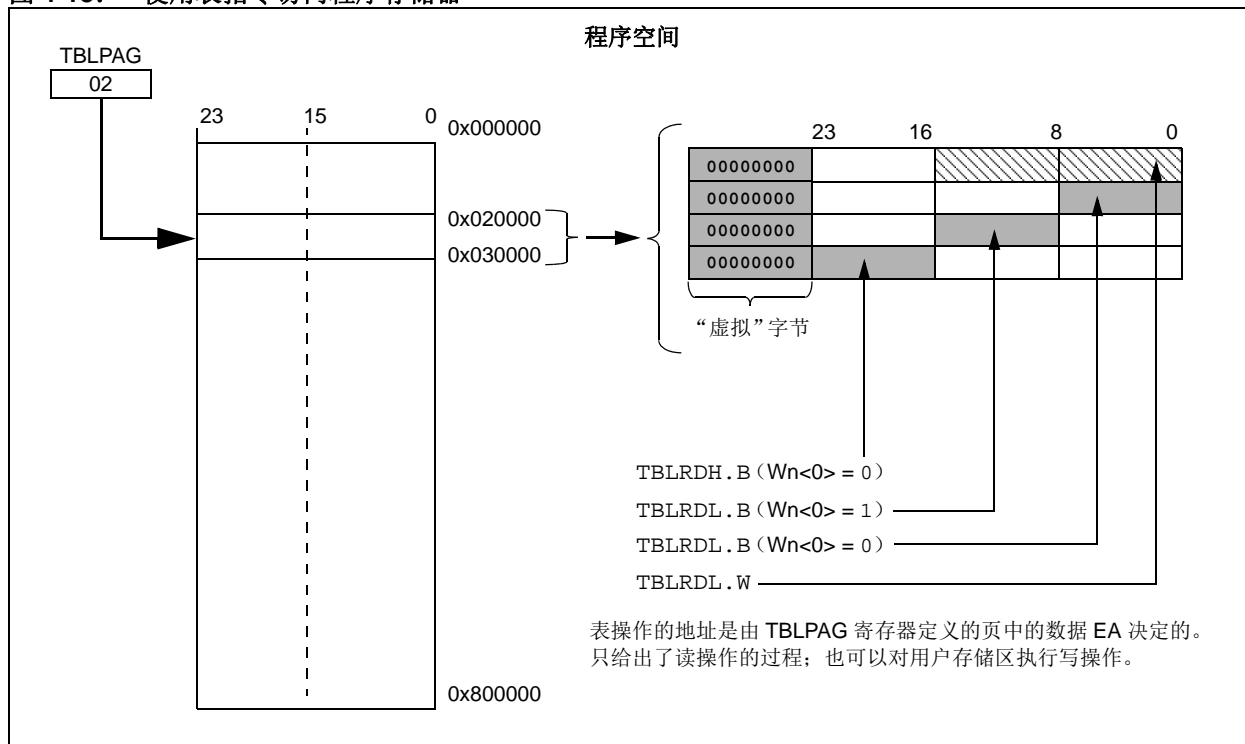 程序空间
TBLPAG
02
23 15 0
0x000000
0x020000
0x030000
0x800000
23 16 8 0
00000000
00000000
00000000
00000000
“虚拟”字节
TBLRDH.B（Wn<0> = 0）
TBLRDL.B（Wn<0> = 1）
TBLRDL.B（Wn<0> = 0）
TBLRDL.W
表操作的地址是由 TBLPAG 寄存器定义的页中的数据 EA 决定的。
只给出了读操作的过程；也可以对用户存储区执行写操作。